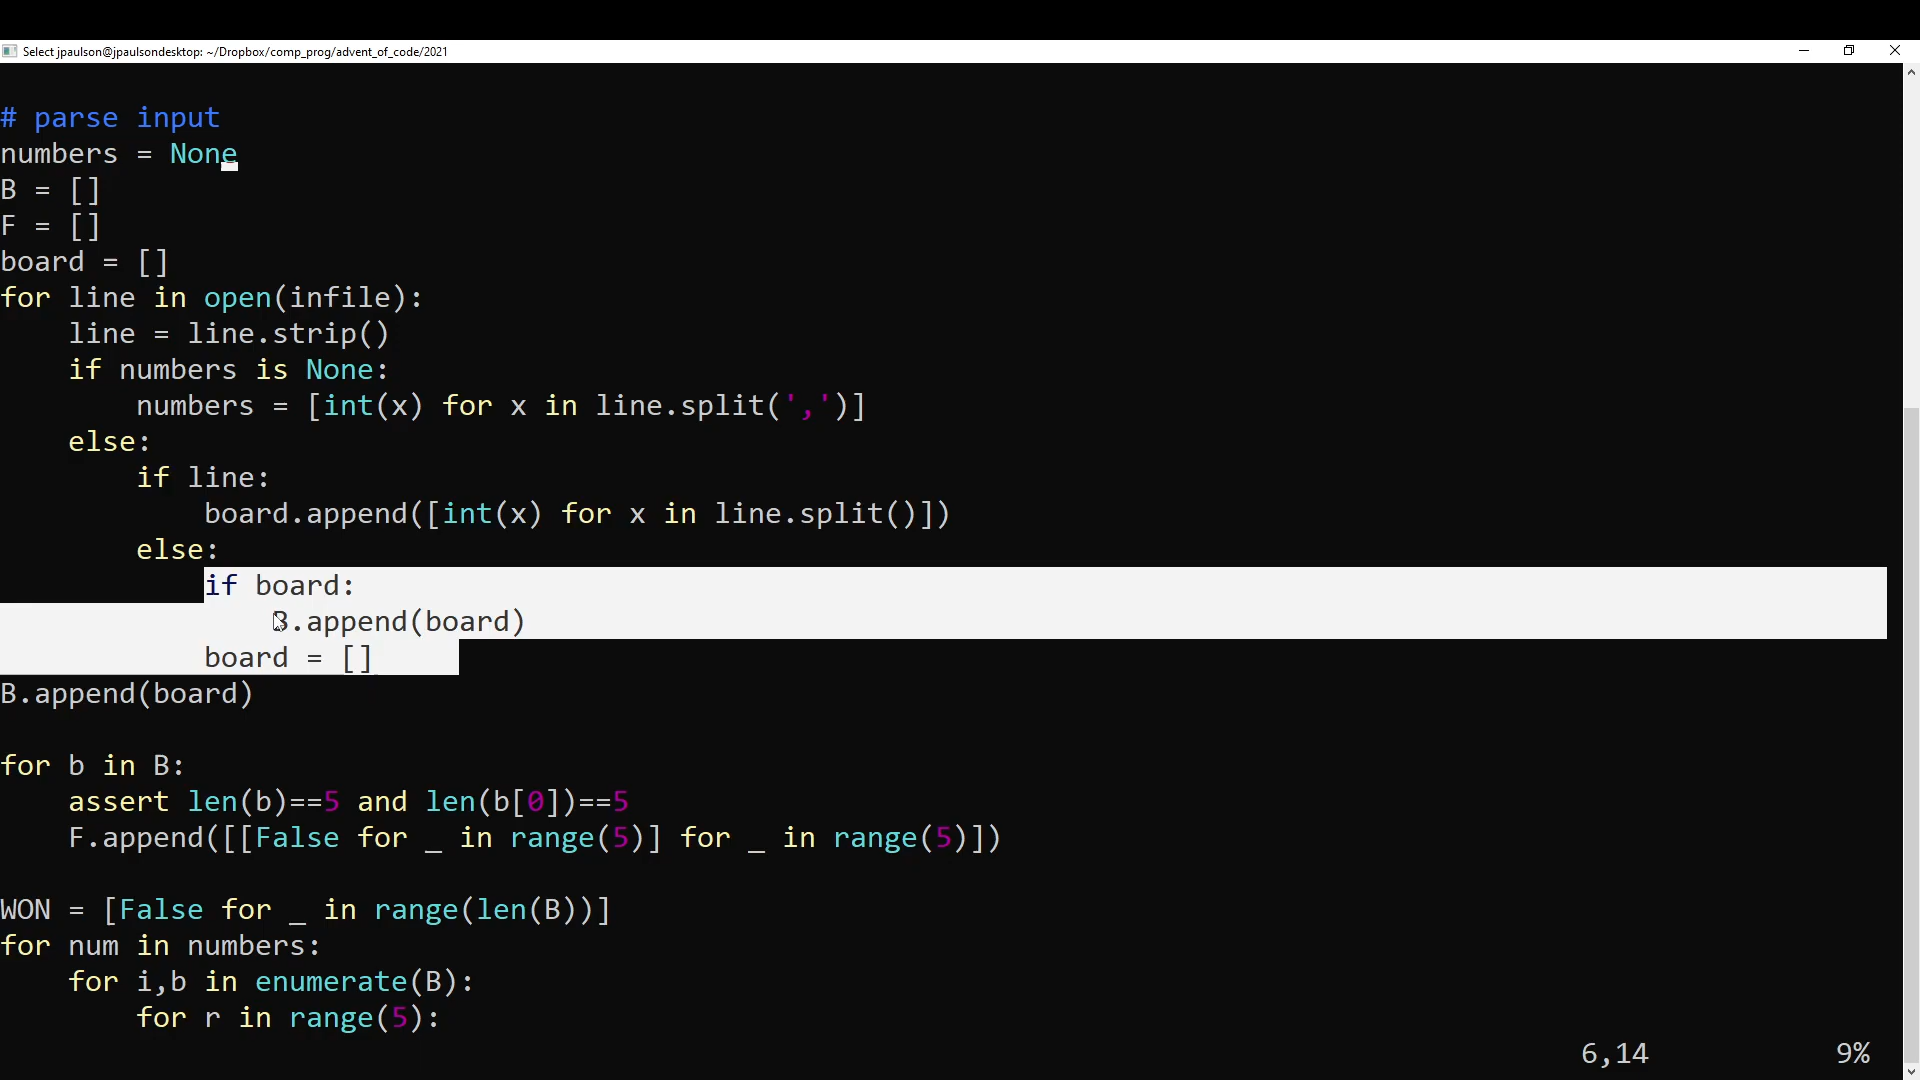 Select jpaulson@jpaulsondesktop: ~/Dropbox/comp_prog/advent_of_code/2021
# parse input
numbers = None
B = []
F = []
board = []
for line in open(infile):
    line = line.strip()
    if numbers is None:
        numbers = [int(x) for x in line.split(',')]
    else:
        if line:
            board.append([int(x) for x in line.split()])
        else:
            if board:
                B.append(board)
            board = []
B.append(board)

for b in B:
    assert len(b)==5 and len(b[0])==5
    F.append([[False for _ in range(5)] for _ in range(5)])

WON = [False for _ in range(len(B))]
for num in numbers:
    for i,b in enumerate(B):
        for r in range(5):
6,14 9%